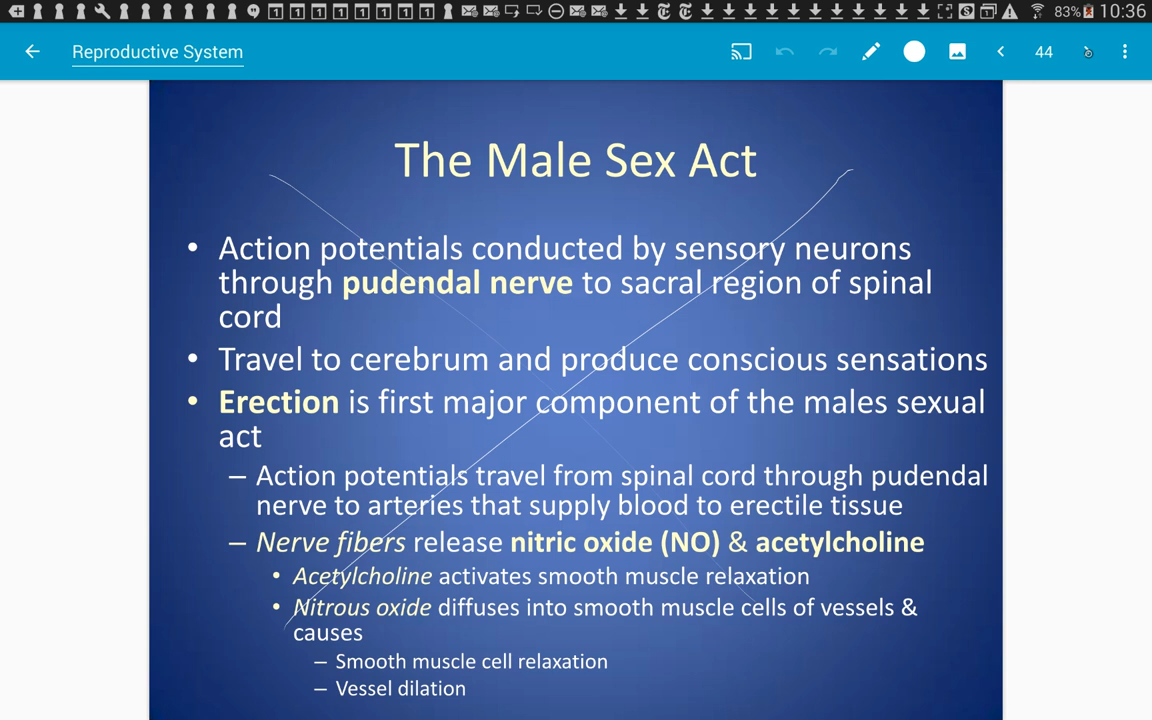 83% 10:36
Reproductive System
44
The Male Sex Act
• Action potentials conducted by sensory neurons
through pudendal nerve to sacral region of spinal
cord
• Travel to cerebrum and produce conscious sensations
• Erection is first major component of the males sexual
act
– Action potentials travel from spinal cord through pudendal
nerve to arteries that supply blood to erectile tissue
– Nerve fibers release nitric oxide (NO) & acetylcholine
• Acetylcholine activates smooth muscle relaxation
• Nitrous oxide diffuses into smooth muscle cells of vessels &
causes
– Smooth muscle cell relaxation
– Vessel dilation